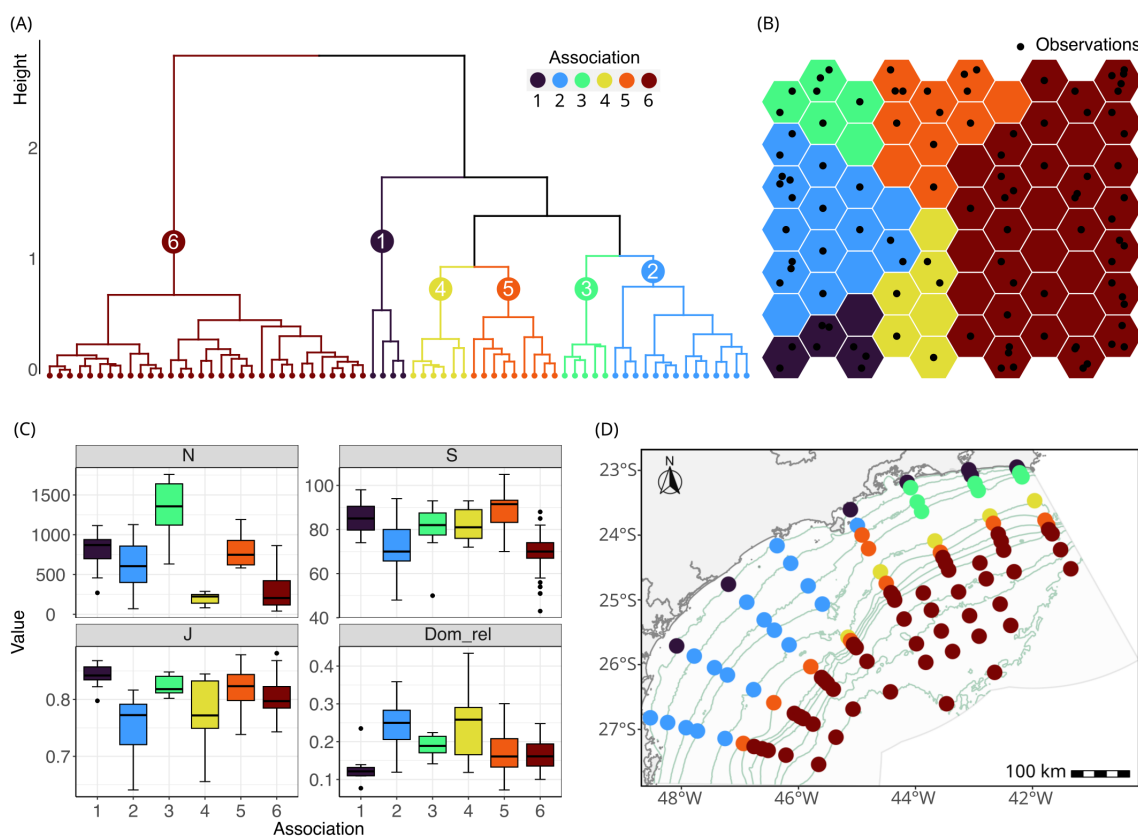 (A)
Height
2
1
0
Association
1 2 3 4 5 6
6
1
4
5
3
2
(B)
Observations
(C)
N
S
Value
1500
1000
500
0
100
80
60
40
J
Dom_rel
0.8
0.7
0.4
0.3
0.2
0.1
1 2 3 4 5 6
1 2 3 4 5 6
Association
(D)
N
23°S
24°S
25°S
26°S
27°S
100 km
48°W 46°W 44°W 42°W